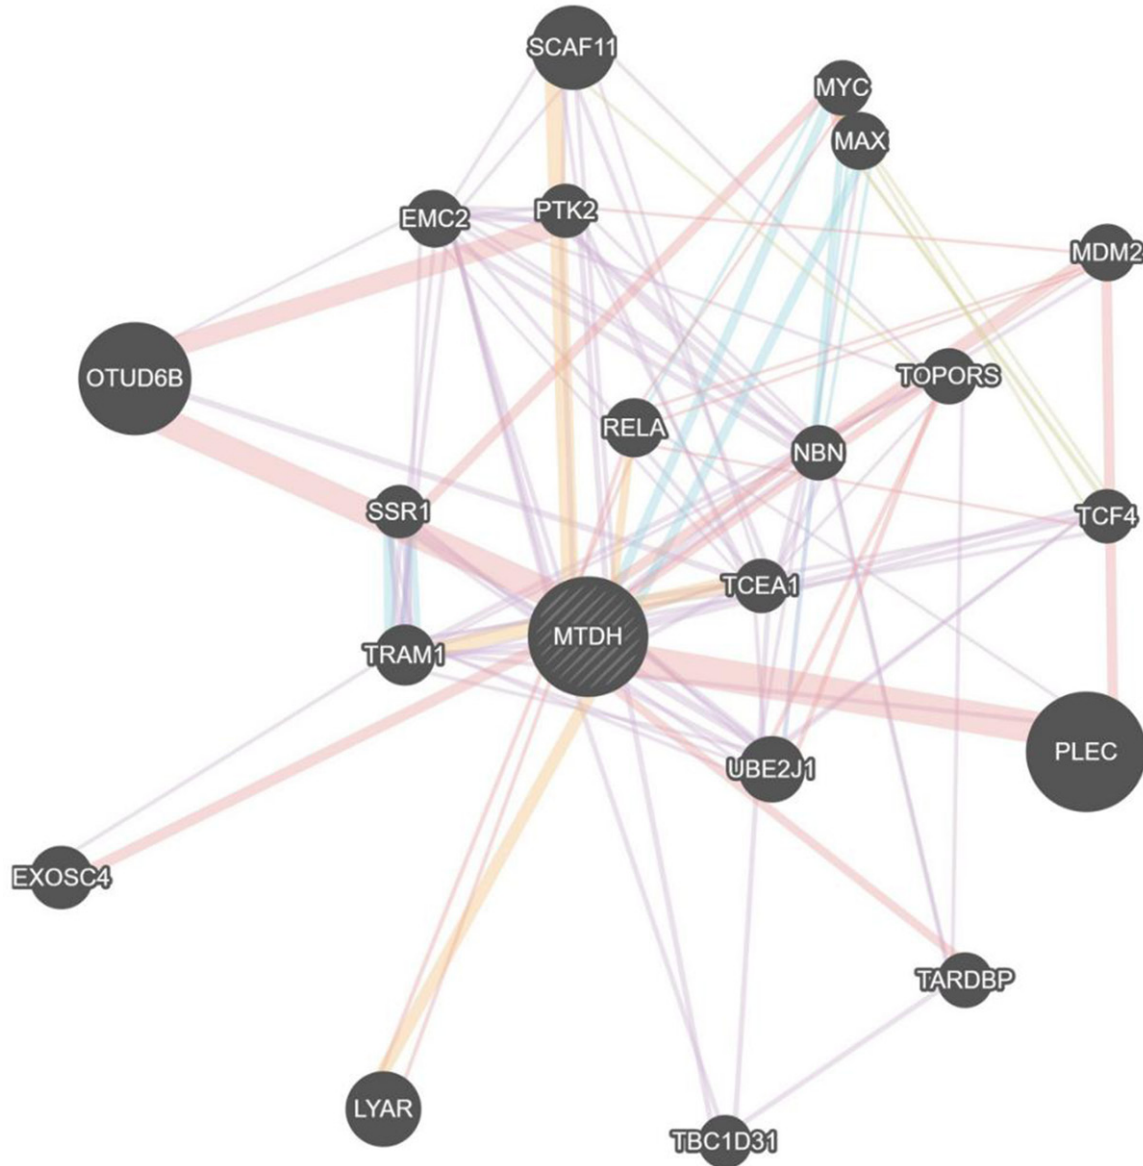 SCAF11
MYC
MAX
EMC2
PTK2
MDM2
OTUD6B
TOPORS
RELA
NBN
SSR1
TCF4
TCEA1
MTDH
TRAM1
PLEC
UBE2J1
EXOSC4
TARDBP
LYAR
TBC1D31